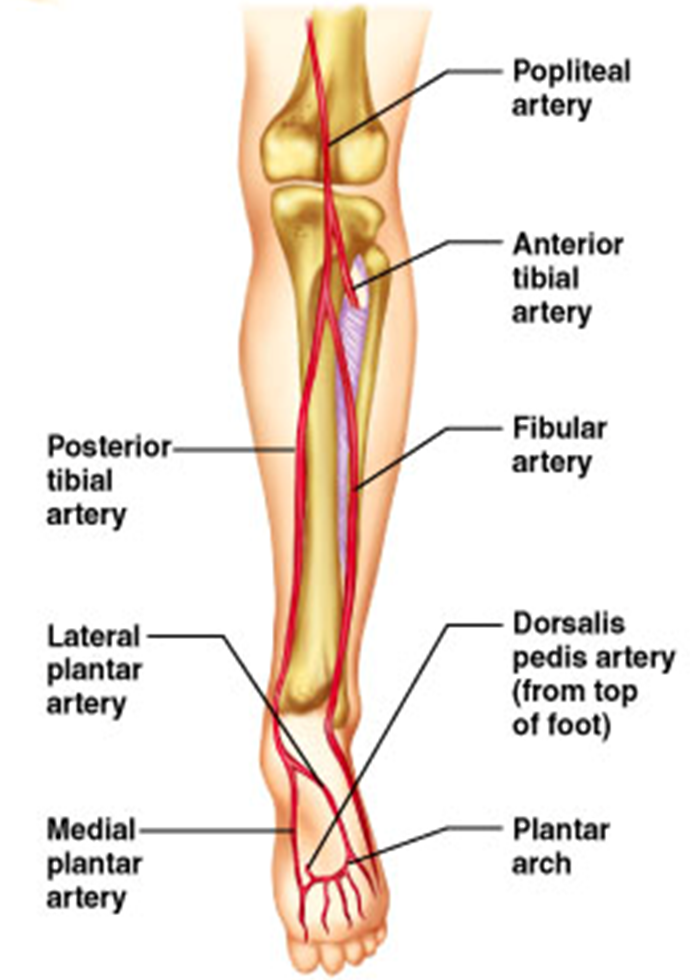 Popliteal
artery
Anterior
tibial
artery
Fibular
artery
Posterior
tibial
artery
Lateral
plantar
artery
Dorsalis
pedis artery
(from top
of foot)
Medial
plantar
artery
Plantar
arch